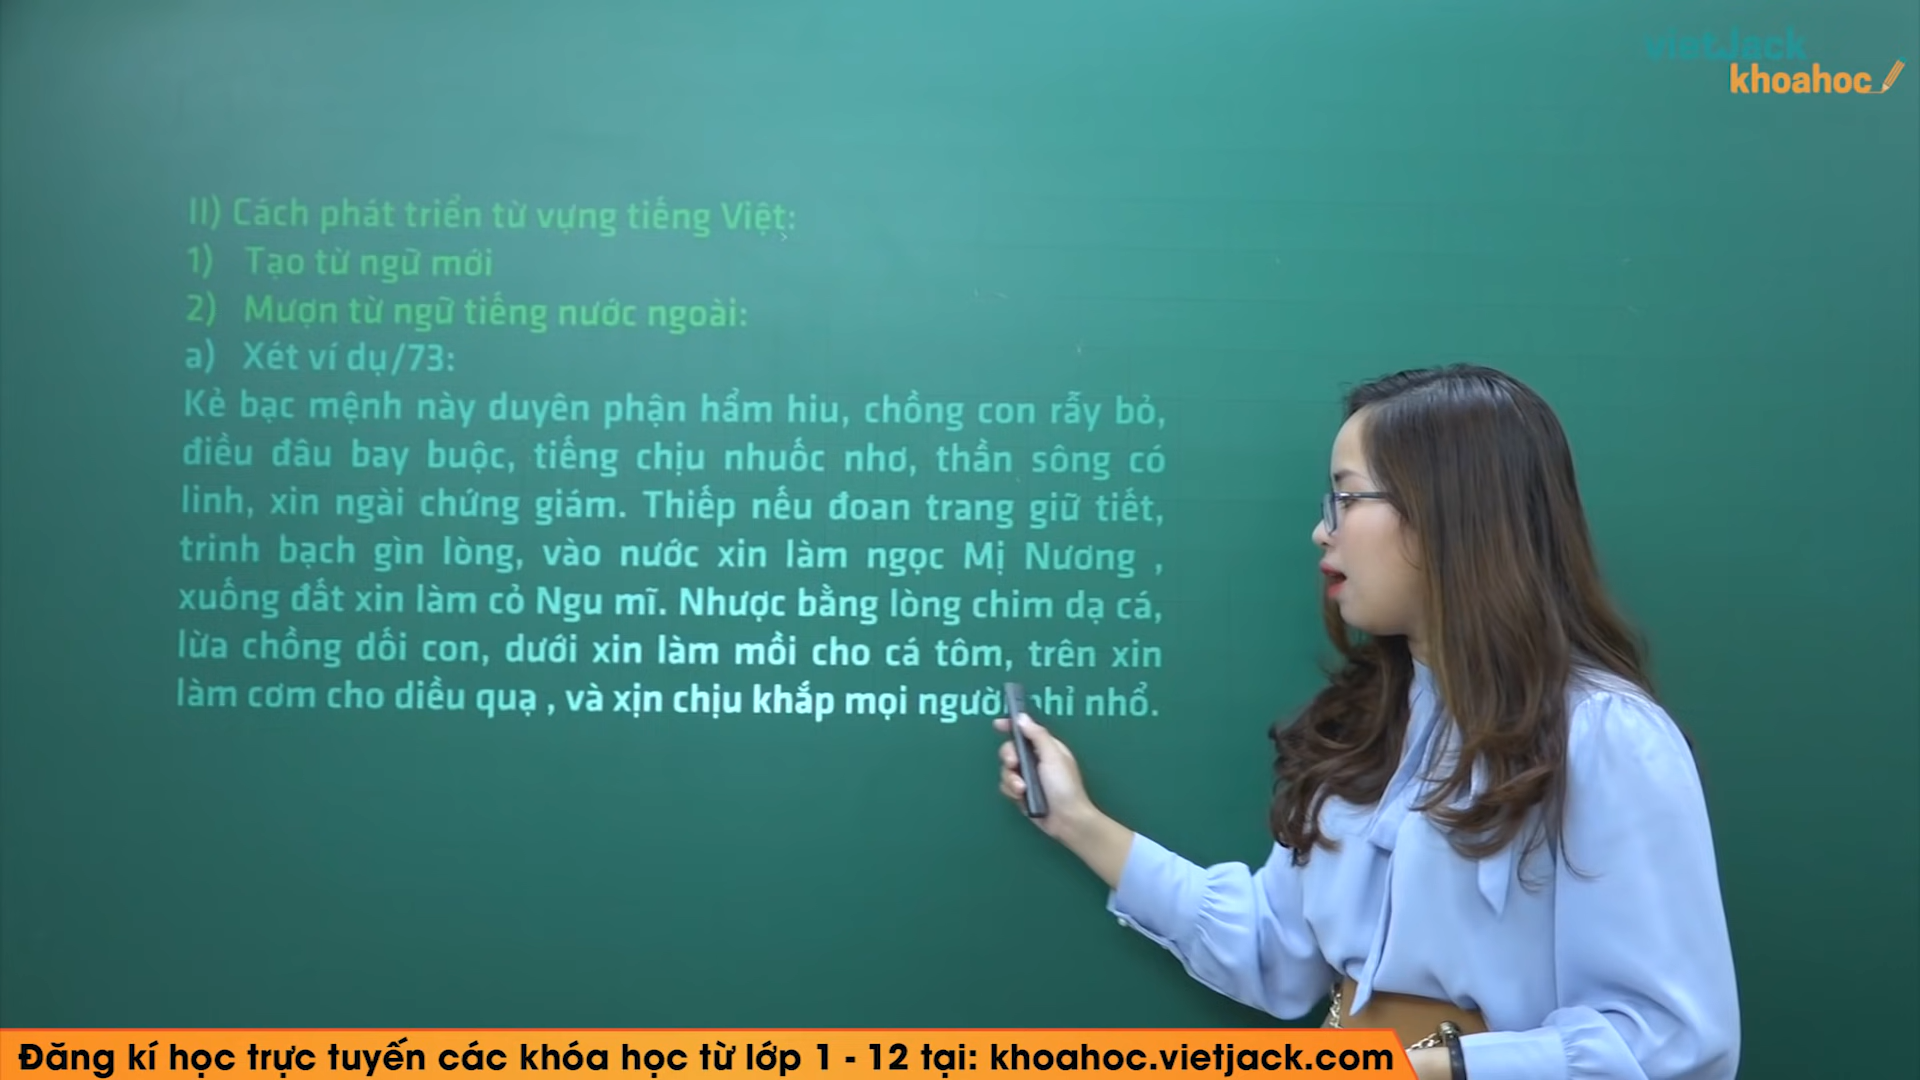 vietJack
khoahoc
II) Cách phát triển từ vựng tiếng Việt:
1) Tạo từ ngữ mới
2) Mượn từ ngữ tiếng nước ngoài:
a) Xét ví dụ/73:
Kẻ bạc mệnh này duyên phận hẩm hiu, chồng con rẫy bỏ,
điều đâu bay buộc, tiếng chịu nhuốc nhơ, thần sông có
linh, xin ngài chứng giám. Thiếp nếu đoan trang giữ tiết,
trinh bạch gìn lòng, vào nước xin làm ngọc Mị Nương ,
xuống đất xin làm cỏ Ngu mĩ. Nhược bằng lòng chim dạ cá,
lừa chồng dối con, dưới xin làm mồi cho cá tôm, trên xin
làm cơm cho diều quạ , và xịn chịu khắp mọi nhổ.
Đăng kí học trực tuyến các khóa học từ lớp 1 - 12 tại: khoahoc.vietjack.com